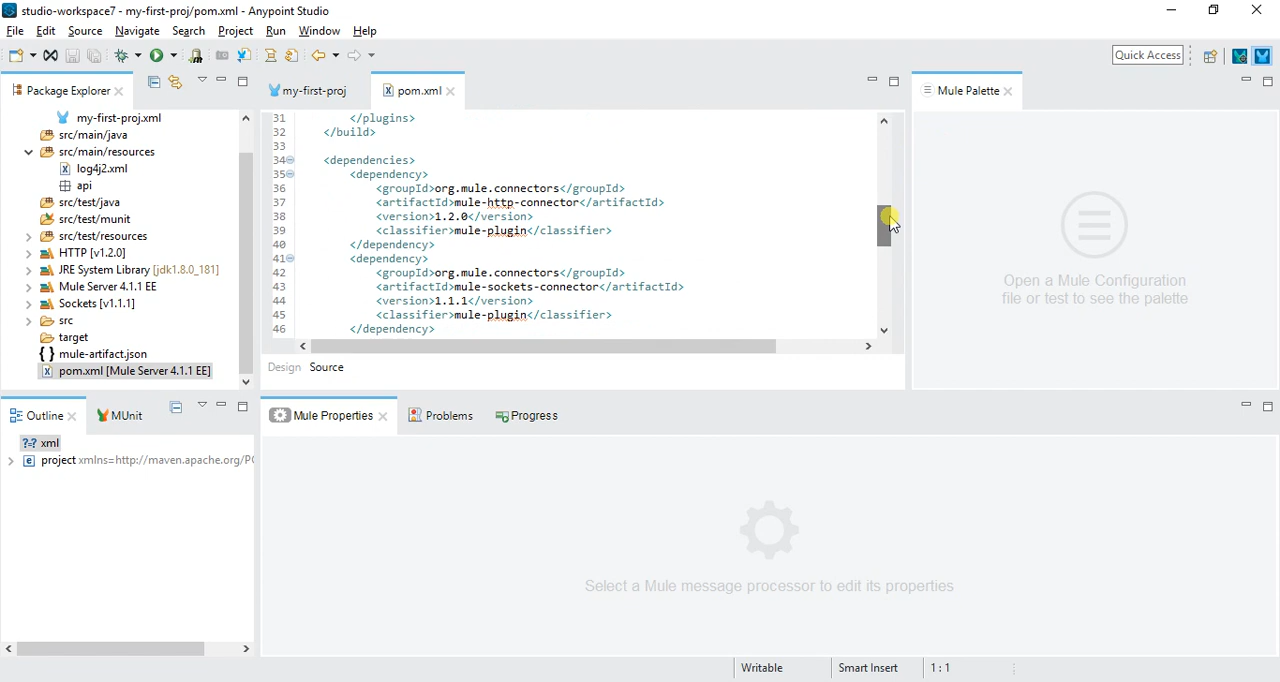 studio-workspace7 - my-first-proj/pom.xml - Anypoint Studio
File Edit Source Navigate Search Project Run Window Help
Quick Access
Package Explorer
my-first-proj.xml
src/main/java
src/main/resources
log4j2.xml
api
src/test/java
src/test/munit
src/test/resources
HTTP [v1.2.0]
JRE System Library [jdk1.8.0_181]
Mule Server 4.1.1 EE
Sockets [v1.1.1]
src
target
mule-artifact.json
pom.xml [Mule Server 4.1.1 EE]
my-first-proj pom.xml
31 </plugins>
32 </build>
33
34 <dependencies>
35 <dependency>
36 <groupId>org.mule.connectors</groupId>
37 <artifactId>mule-http-connector</artifactId>
38 <version>1.2.0</version>
39 <classifier>mule-plugin</classifier>
40 </dependency>
41 <dependency>
42 <groupId>org.mule.connectors</groupId>
43 <artifactId>mule-sockets-connector</artifactId>
44 <version>1.1.1</version>
45 <classifier>mule-plugin</classifier>
46 </dependency>
Design Source
Mule Palette
Open a Mule Configuration
file or test to see the palette
Outline MUnit
?=? xml
e project xmlns=http://maven.apache.org/PO
Mule Properties Problems Progress
Select a Mule message processor to edit its properties
Writable Smart Insert 1 : 1